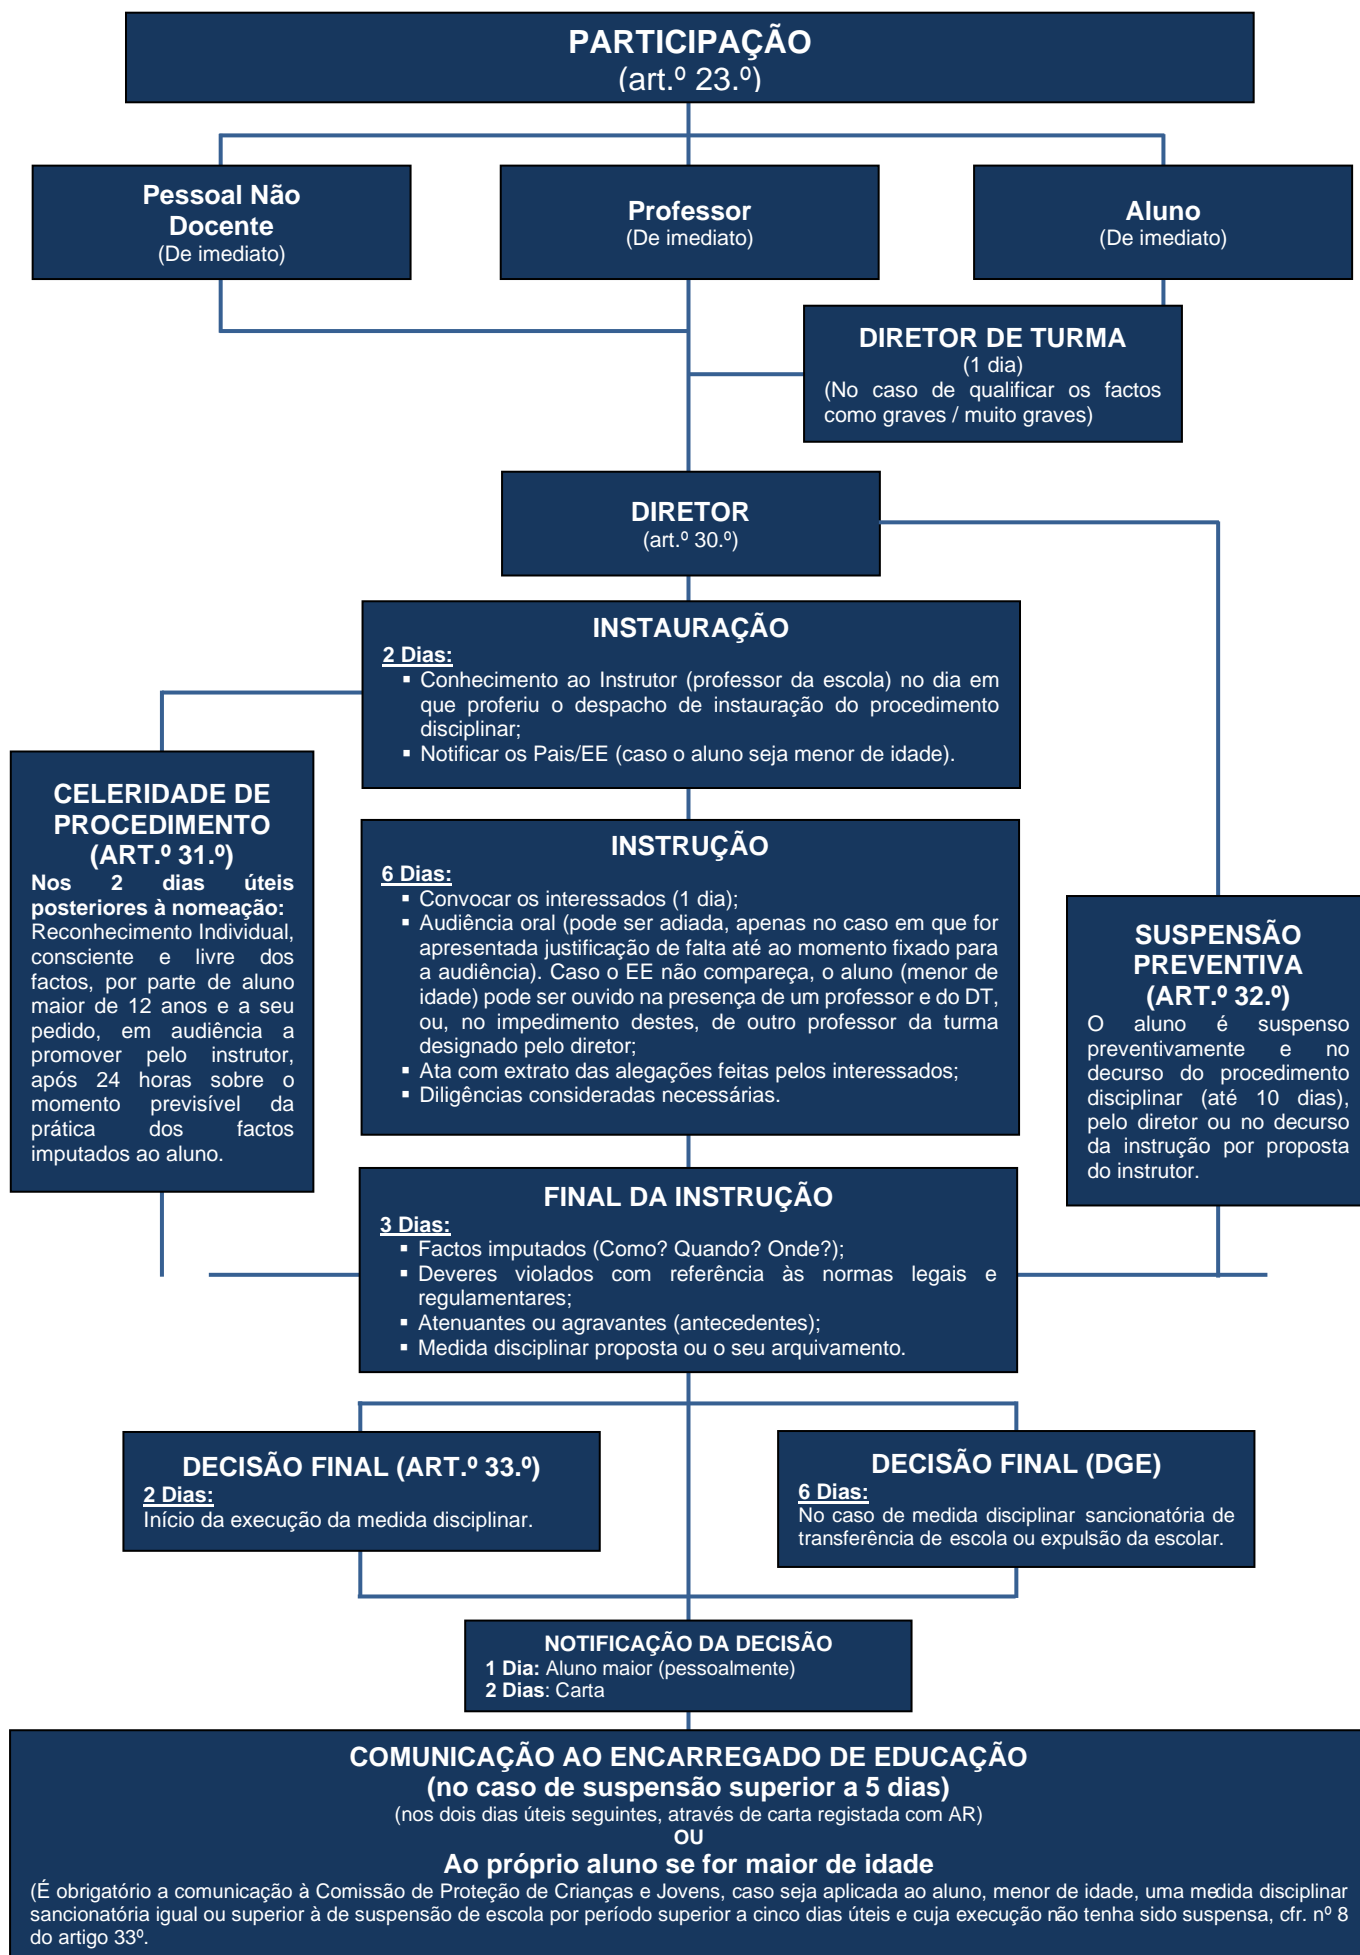 PARTICIPAÇÃO
(art.º 23.º)
Pessoal Não
Docente
(De imediato)
Professor
(De imediato)
Aluno
(De imediato)
DIRETOR DE TURMA
(1 dia)
(No caso de qualificar os factos
como graves / muito graves)
DIRETOR
(art.º 30.º)
INSTAURAÇÃO
2 Dias:
▪ Conhecimento ao Instrutor (professor da escola) no dia em
que proferiu o despacho de instauração do procedimento
disciplinar;
▪ Notificar os Pais/EE (caso o aluno seja menor de idade).
CELERIDADE DE
PROCEDIMENTO
(ART.º 31.º)
Nos 2 dias úteis
posteriores à nomeação:
Reconhecimento Individual,
consciente e livre dos
factos, por parte de aluno
maior de 12 anos e a seu
pedido, em audiência a
promover pelo instrutor,
após 24 horas sobre o
momento previsível da
prática dos factos
imputados ao aluno.
INSTRUÇÃO
6 Dias:
▪ Convocar os interessados (1 dia);
▪ Audiência oral (pode ser adiada, apenas no caso em que for
apresentada justificação de falta até ao momento fixado para
a audiência). Caso o EE não compareça, o aluno (menor de
idade) pode ser ouvido na presença de um professor e do DT,
ou, no impedimento destes, de outro professor da turma
designado pelo diretor;
▪ Ata com extrato das alegações feitas pelos interessados;
▪ Diligências consideradas necessárias.
SUSPENSÃO
PREVENTIVA
(ART.º 32.º)
O aluno é suspenso
preventivamente e no
decurso do procedimento
disciplinar (até 10 dias),
pelo diretor ou no decurso
da instrução por proposta
do instrutor.
FINAL DA INSTRUÇÃO
3 Dias:
▪ Factos imputados (Como? Quando? Onde?);
▪ Deveres violados com referência às normas legais e
regulamentares;
▪ Atenuantes ou agravantes (antecedentes);
▪ Medida disciplinar proposta ou o seu arquivamento.
DECISÃO FINAL (ART.º 33.º)
2 Dias:
Início da execução da medida disciplinar.
DECISÃO FINAL (DGE)
6 Dias:
No caso de medida disciplinar sancionatória de
transferência de escola ou expulsão da escolar.
NOTIFICAÇÃO DA DECISÃO
1 Dia: Aluno maior (pessoalmente)
2 Dias: Carta
COMUNICAÇÃO AO ENCARREGADO DE EDUCAÇÃO
(no caso de suspensão superior a 5 dias)
(nos dois dias úteis seguintes, através de carta registada com AR)
OU
Ao próprio aluno se for maior de idade
(É obrigatório a comunicação à Comissão de Proteção de Crianças e Jovens, caso seja aplicada ao aluno, menor de idade, uma medida disciplinar
sancionatória igual ou superior à de suspensão de escola por período superior a cinco dias úteis e cuja execução não tenha sido suspensa, cfr. nº 8
do artigo 33º.